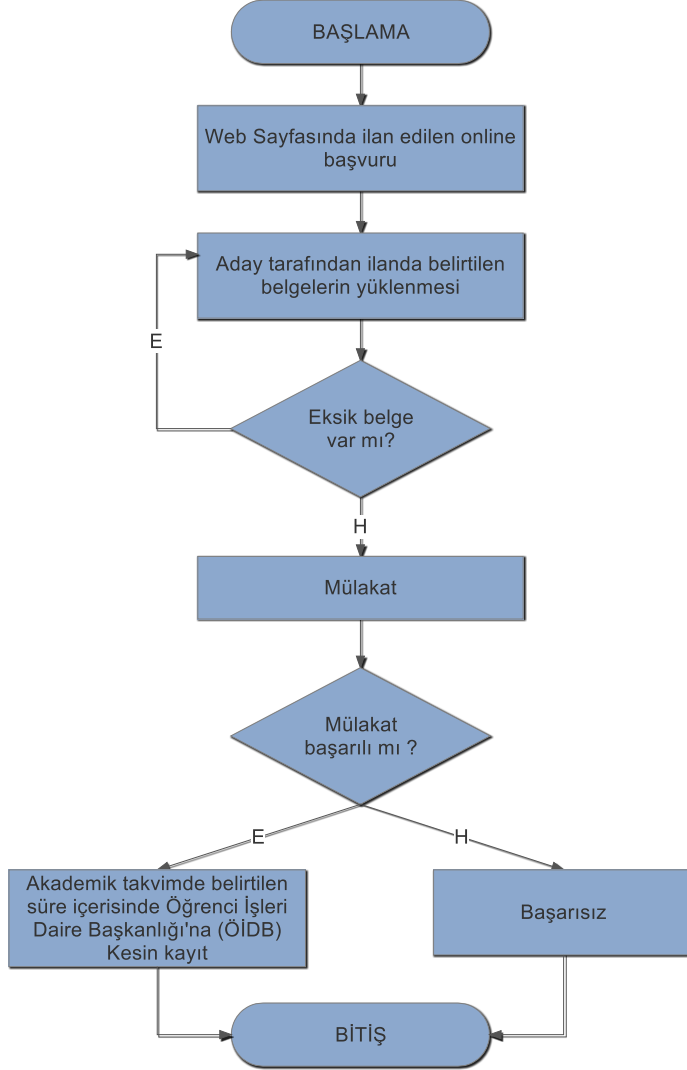 BAŞLAMA
Web Sayfasında ilan edilen online
başvuru
Aday tarafından ilanda belirtilen
belgelerin yüklenmesi
E
Eksik belge
var mı?
H
Mülakat
Mülakat
başarılı mı ?
E
H
Akademik takvimde belirtilen
süre içerisinde Öğrenci İşleri
Daire Başkanlığı'na (ÖİDB)
Kesin kayıt
Başarısız
BİTİŞ